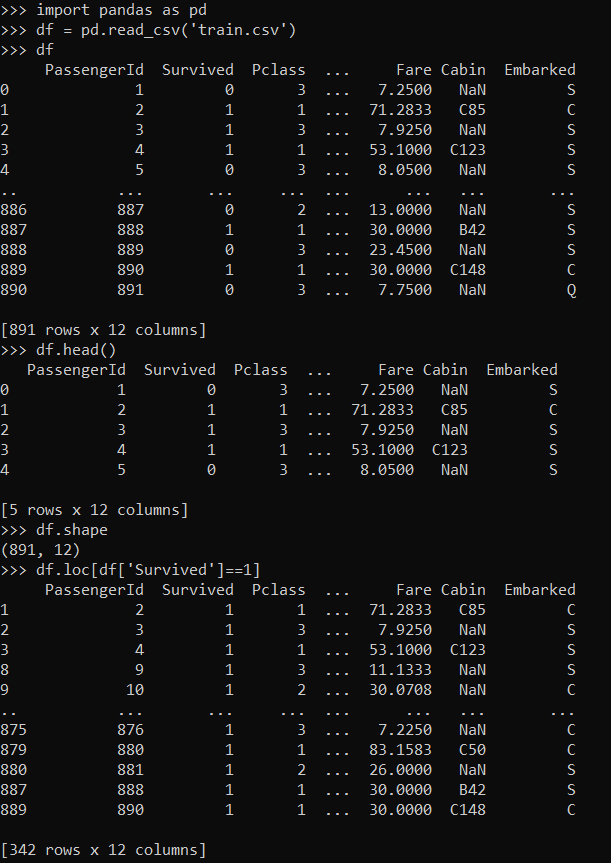 >>> import pandas as pd
>>> df = pd.read_csv('train.csv')
>>> df
     PassengerId  Survived  Pclass  ...     Fare Cabin  Embarked
0              1         0       3  ...   7.2500   NaN         S
1              2         1       1  ...  71.2833   C85         C
2              3         1       3  ...   7.9250   NaN         S
3              4         1       1  ...  53.1000  C123         S
4              5         0       3  ...   8.0500   NaN         S
..           ...       ...     ...  ...      ...   ...       ...
886          887         0       2  ...  13.0000   NaN         S
887          888         1       1  ...  30.0000   B42         S
888          889         0       3  ...  23.4500   NaN         S
889          890         1       1  ...  30.0000  C148         C
890          891         0       3  ...   7.7500   NaN         Q

[891 rows x 12 columns]
>>> df.head()
   PassengerId  Survived  Pclass  ...     Fare Cabin  Embarked
0            1         0       3  ...   7.2500   NaN         S
1            2         1       1  ...  71.2833   C85         C
2            3         1       3  ...   7.9250   NaN         S
3            4         1       1  ...  53.1000  C123         S
4            5         0       3  ...   8.0500   NaN         S

[5 rows x 12 columns]
>>> df.shape
(891, 12)
>>> df.loc[df['Survived']==1]
     PassengerId  Survived  Pclass  ...     Fare Cabin  Embarked
1              2         1       1  ...  71.2833   C85         C
2              3         1       3  ...   7.9250   NaN         S
3              4         1       1  ...  53.1000  C123         S
8              9         1       3  ...  11.1333   NaN         S
9             10         1       2  ...  30.0708   NaN         C
..           ...       ...     ...  ...      ...   ...       ...
875          876         1       3  ...   7.2250   NaN         C
879          880         1       1  ...  83.1583   C50         C
880          881         1       2  ...  26.0000   NaN         S
887          888         1       1  ...  30.0000   B42         S
889          890         1       1  ...  30.0000  C148         C

[342 rows x 12 columns]